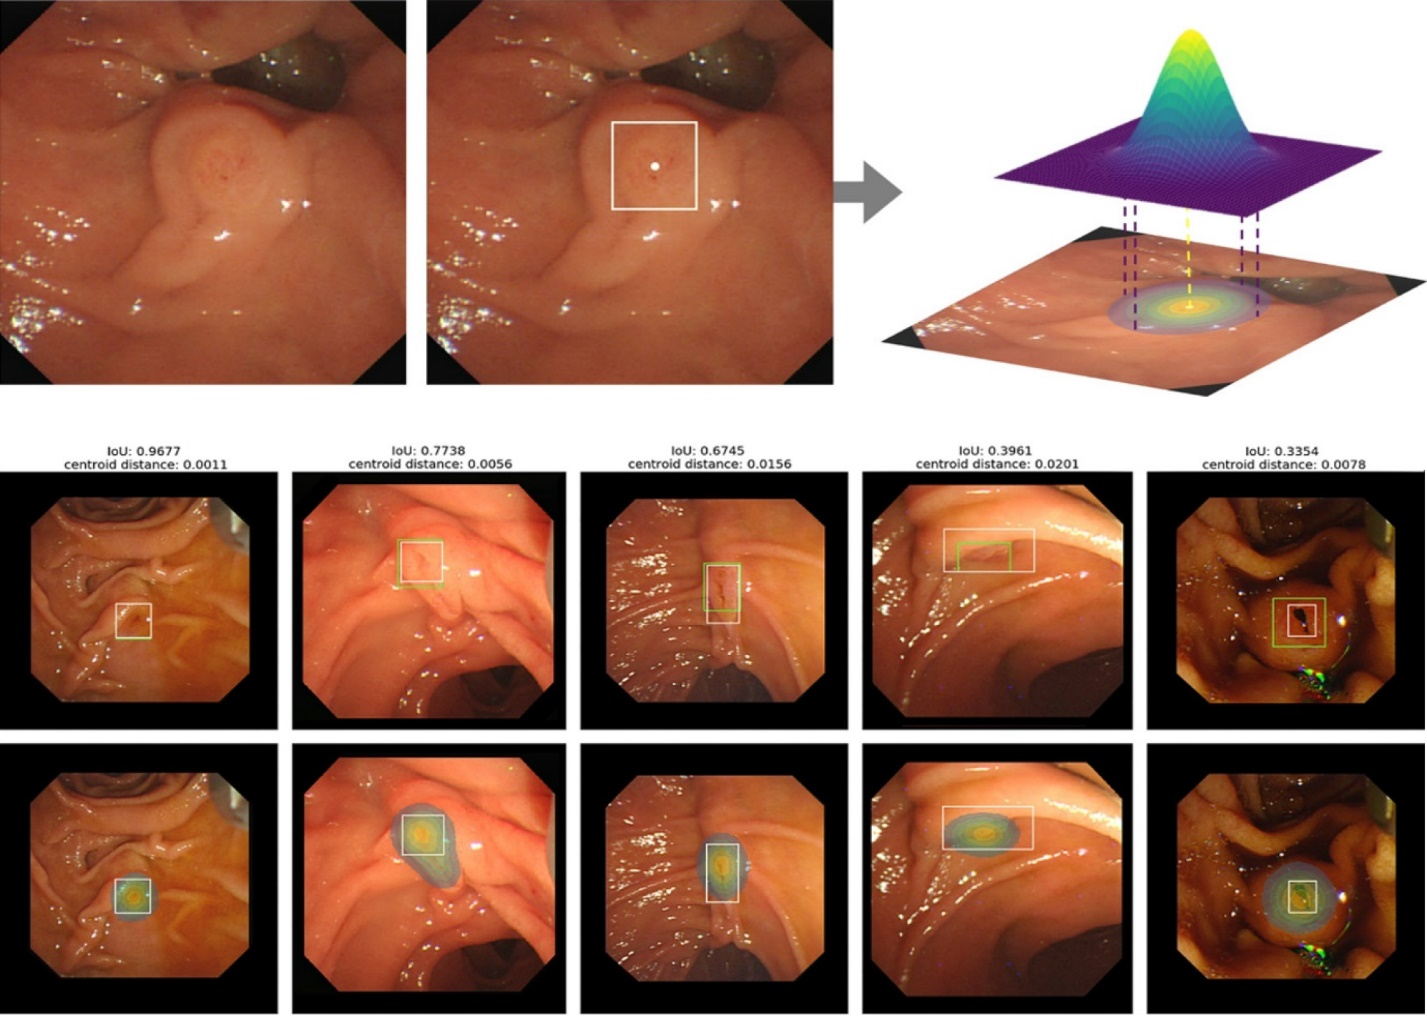 IoU: 0.9677
centroid distance: 0.0011
IoU: 0.7738
centroid distance: 0.0056
IoU: 0.6745
centroid distance: 0.0156
IoU: 0.3961
centroid distance: 0.0201
IoU: 0.3354
centroid distance: 0.0078